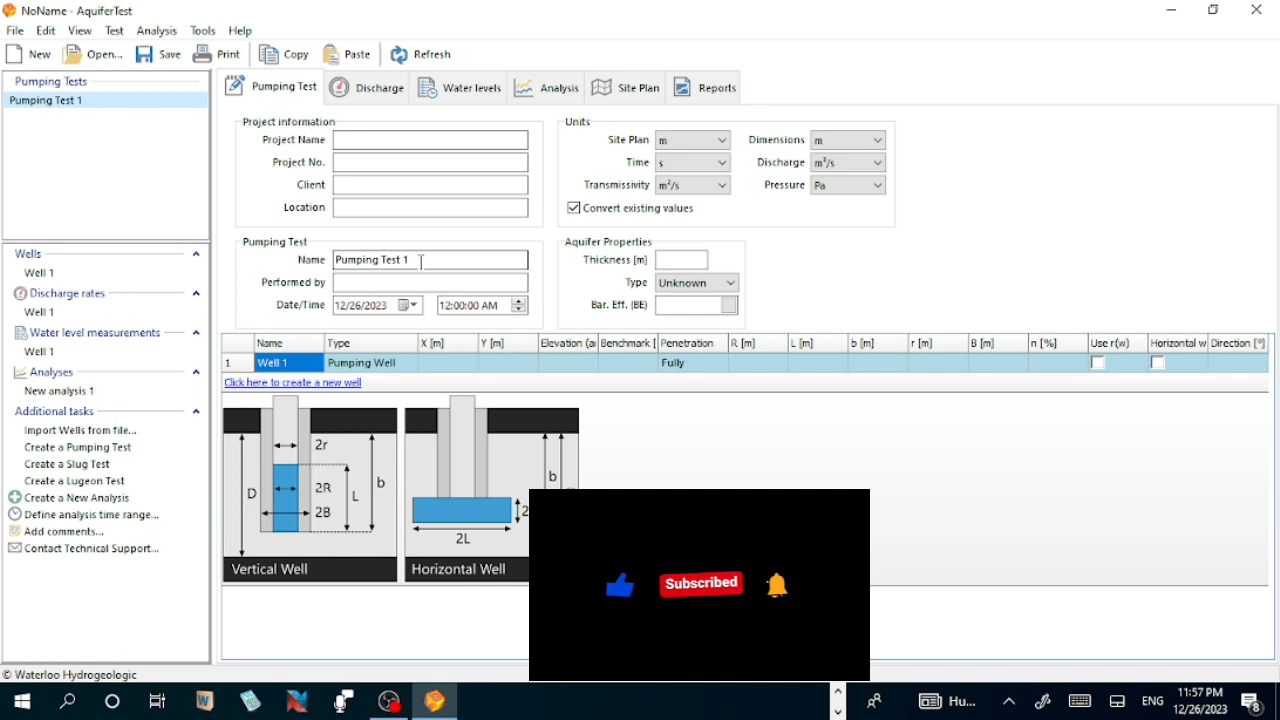 NoName - AquiferTest
File Edit View Test Analysis Tools Help
New Open... Save Print Copy Paste Refresh
Pumping Tests
Pumping Test 1
Wells
Well 1
Discharge rates
Well 1
Water level measurements
Well 1
Analyses
New analysis 1
Additional tasks
Import Wells from file...
Create a Pumping Test
Create a Slug Test
Create a Lugeon Test
Create a New Analysis
Define analysis time range...
Add comments...
Contact Technical Support...
Pumping Test Discharge Water levels Analysis Site Plan Reports
Project information
Project Name
Project No.
Client
Location
Units
Site Plan m Dimensions m
Time s Discharge m³/s
Transmissivity m²/s Pressure Pa
Convert existing values
Pumping Test
Name Pumping Test 1
Performed by
Date/Time 12/26/2023 12:00:00 AM
Aquifer Properties
Thickness [m]
Type Unknown
Bar. Eff. (BE)
Name Type X [m] Y [m] Elevation (a Benchmark [ Penetration R [m] L [m] b [m] r [m] B [m] n [%] Use r(w) Horizontal w Direction [°]
1 Well 1 Pumping Well Fully
Click here to create a new well
2r
D 2R L b
2B
Vertical Well
b
2
2L
Horizontal Well
Subscribed
© Waterloo Hydrogeologic
Hu... ENG 11:57 PM
12/26/2023
8